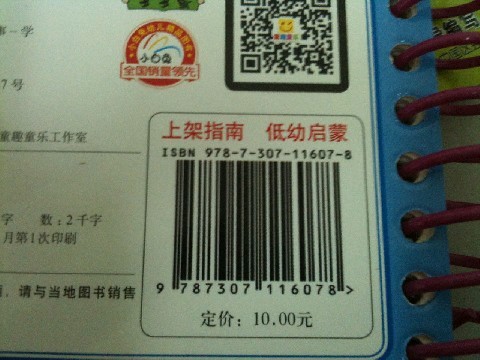 事－学
小白兔
全国销量领先
7号
童趣童乐工作室
上架指南 低幼启蒙
ISBN 978-7-307-11607-8
字 数：2千字
月第1次印刷
，请与当地图书销售
9 787307 116078 >
定价：10.00元